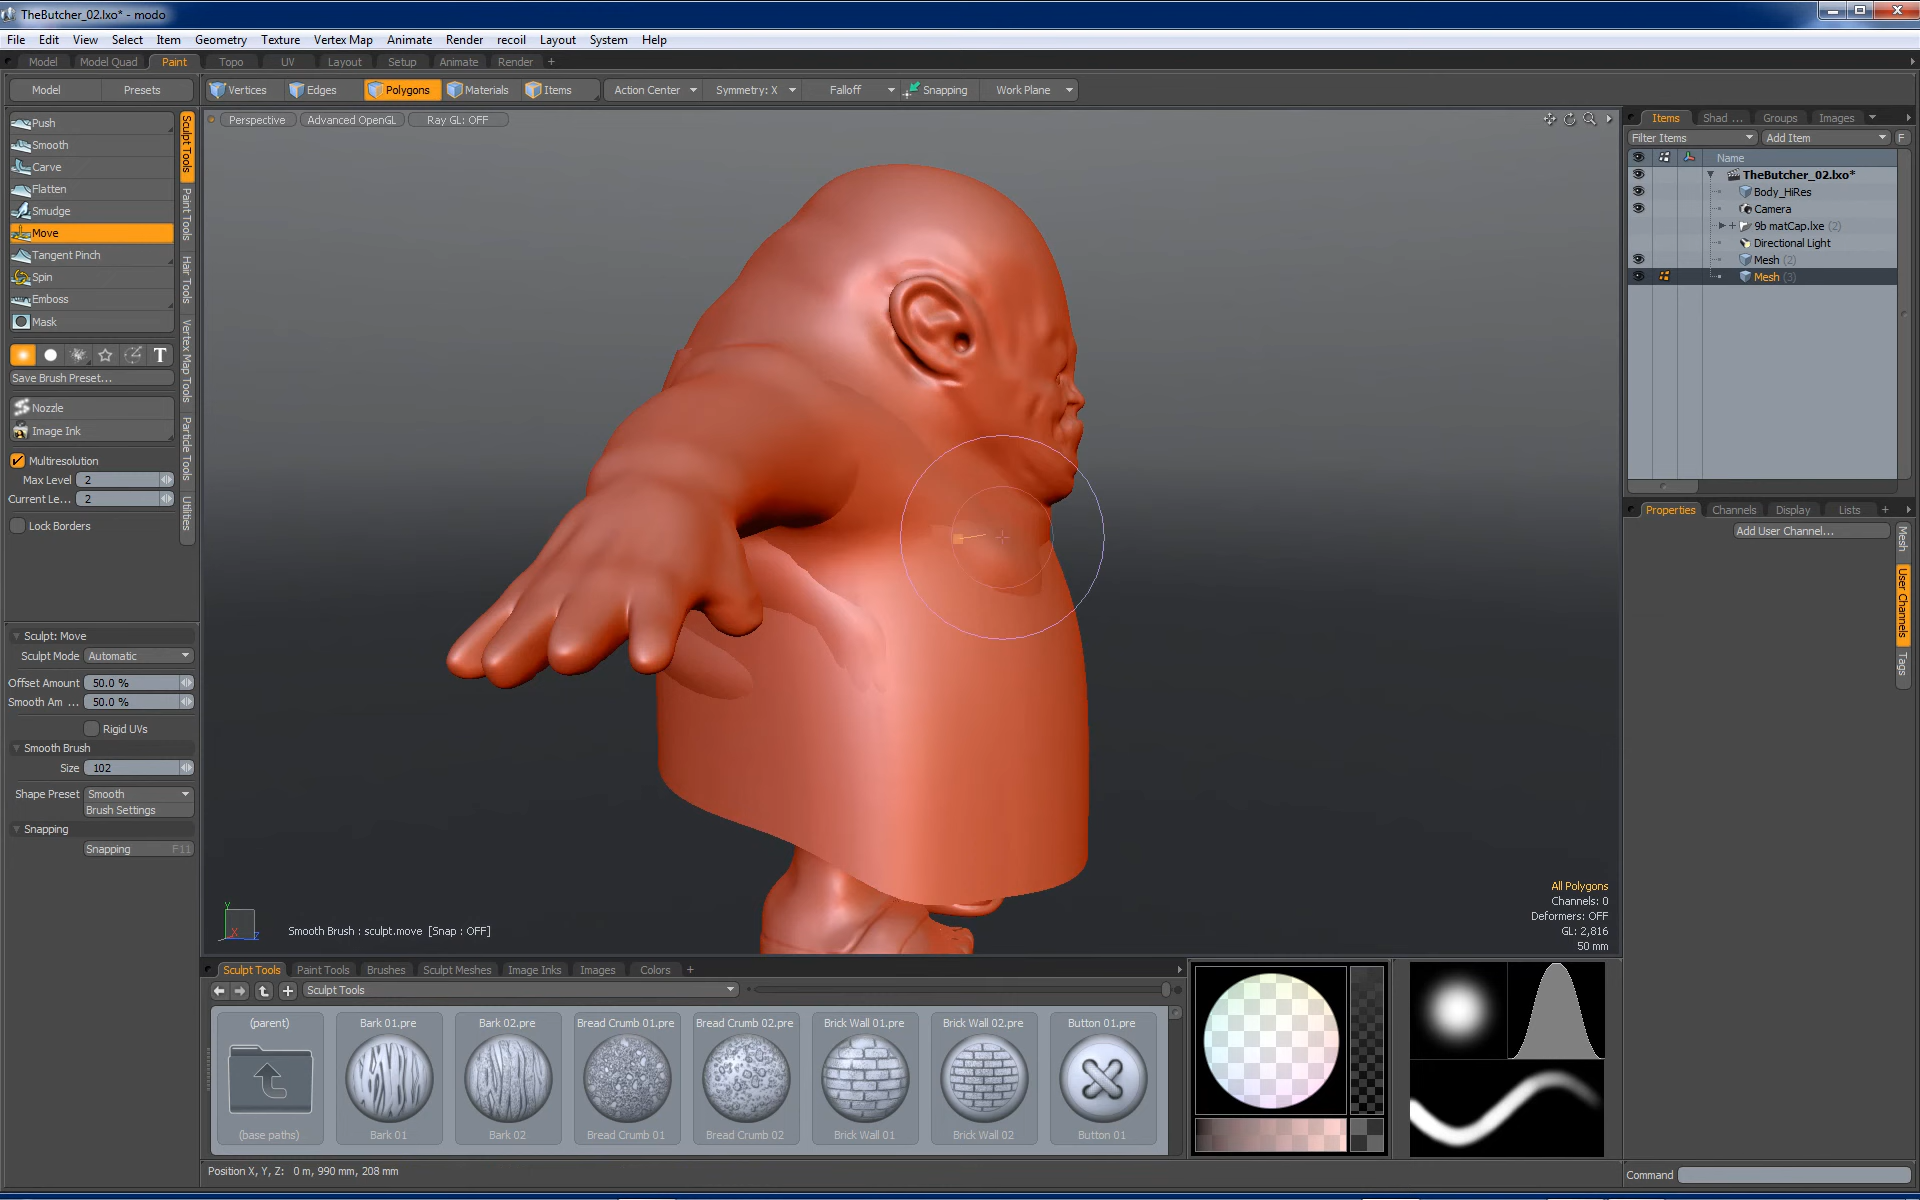 TheButcher_02.lxo* - modo
File Edit View Select Item Geometry Texture Vertex Map Animate Render recoil Layout System Help
Model Model Quad Paint Topo UV Layout Setup Animate Render +
Model Presets Vertices Edges Polygons Materials Items Action Center Symmetry: X Falloff Snapping Work Plane
Push
Smooth
Carve
Flatten
Smudge
Move
Tangent Pinch
Spin
Emboss
Mask
T
Save Brush Preset...
Nozzle
Image Ink
Multiresolution
Max Level 2
Current Le... 2
Lock Borders
Sculpt Tools
Paint Tools
Hair Tools
Vertex Map Tools
Particle Tools
Utilities
Sculpt: Move
Sculpt Mode Automatic
Offset Amount 50.0 %
Smooth Am ... 50.0 %
Rigid UVs
Smooth Brush
Size 102
Shape Preset Smooth
Brush Settings
Snapping
Snapping F11
Perspective Advanced OpenGL Ray GL: OFF
Y
X Z
Smooth Brush : sculpt.move [Snap : OFF]
All Polygons
Channels: 0
Deformers: OFF
GL: 2,816
50 mm
Sculpt Tools Paint Tools Brushes Sculpt Meshes Image Inks Images Colors +
Sculpt Tools
(parent) Bark 01.pre Bark 02.pre Bread Crumb 01.pre Bread Crumb 02.pre Brick Wall 01.pre Brick Wall 02.pre Button 01.pre
(base paths) Bark 01 Bark 02 Bread Crumb 01 Bread Crumb 02 Brick Wall 01 Brick Wall 02 Button 01
Position X, Y, Z: 0 m, 990 mm, 208 mm
Items Shad ... Groups Images
Filter Items Add Item F
Name
TheButcher_02.lxo*
Body_HiRes
Camera
9b matCap.lxe (2)
Directional Light
Mesh (2)
Mesh (3)
Properties Channels Display Lists +
Add User Channel...
Mesh
User Channels
Tags
Command